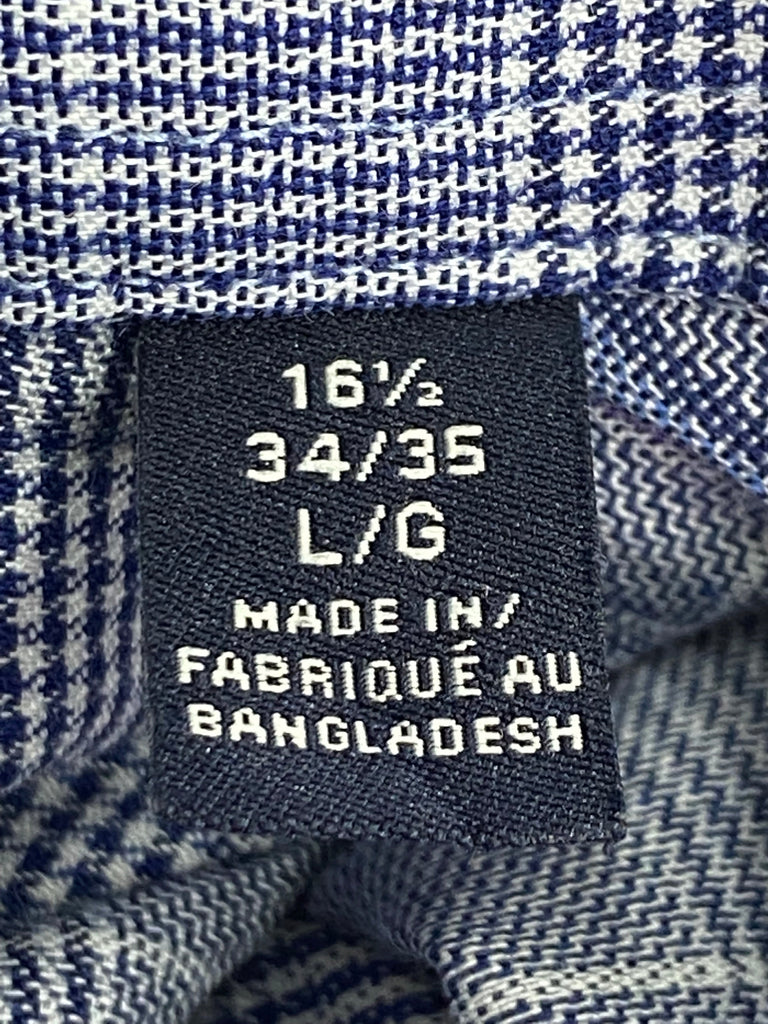 16½
34/35
L/G
MADE IN/
FABRIQUÉ AU
BANGLADESH